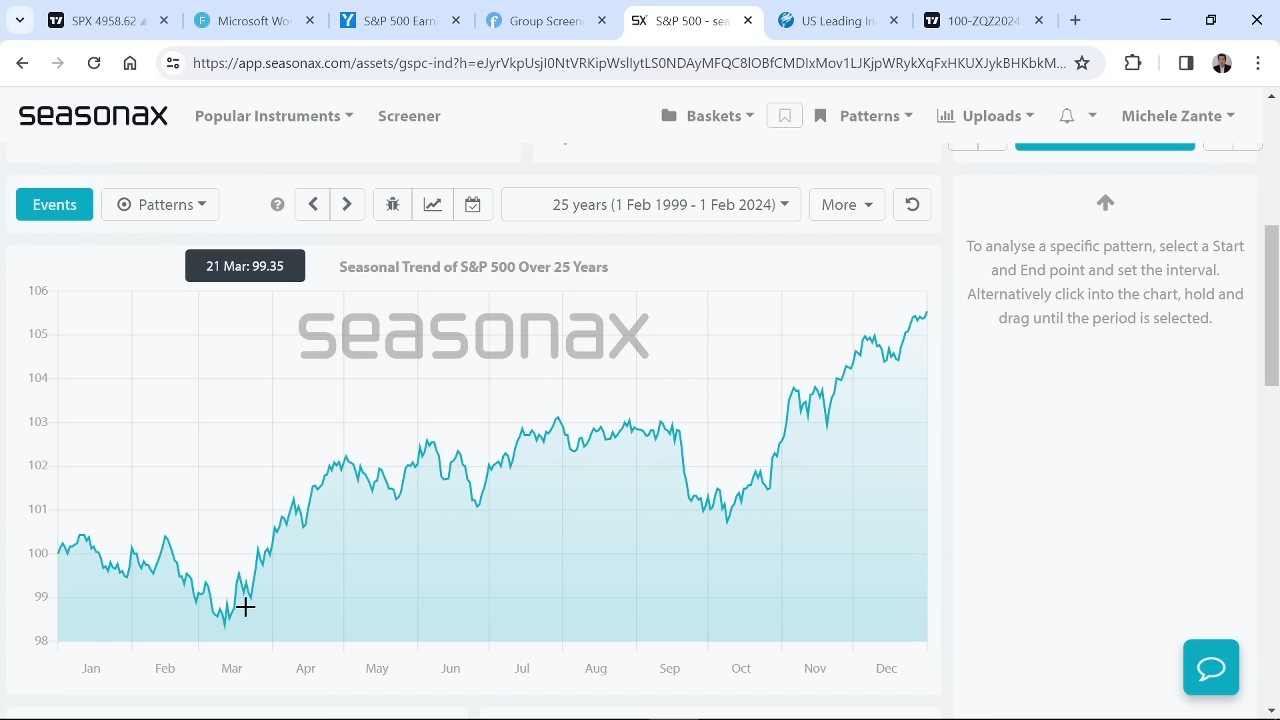 SPX 4958.62
Microsoft Wo
S&P 500 Earn
Group Screen
S&P 500 - sea
US Leading In
100-ZQZ2024
https://app.seasonax.com/assets/gspc-ind?h=
seasonax
Popular Instruments
Screener
Baskets
Patterns
Uploads
Michele Zante
Events
Patterns
25 years (1 Feb 1999 - 1 Feb 2024)
More
To analyse a specific pattern, select a Start
and End point and set the interval.
Alternatively click into the chart, hold and
drag until the period is selected.
21 Mar: 99.35
Seasonal Trend of S&P 500 Over 25 Years
seasonax
106
105
104
103
102
101
100
99
98
Jan
Feb
Mar
Apr
May
Jun
Jul
Aug
Sep
Oct
Nov
Dec